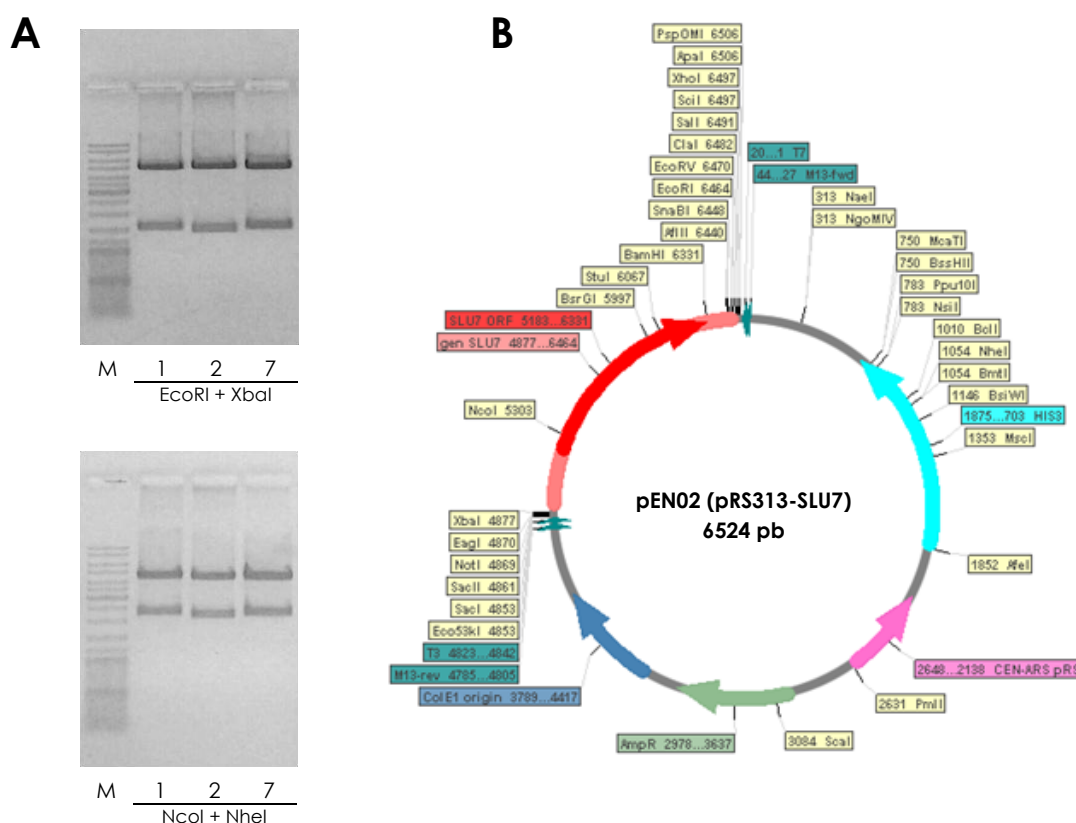 A
M 1 2 7
EcoRI + XbaI
M 1 2 7
NcoI + NheI
B
PspOMI 6506
ApaI 6506
XhoI 6497
SciI 6497
SalI 6491
ClaI 6482
EcoRV 6470
EcoRI 6464
SnaBI 6448
AflII 6440
BamHI 6331
StuI 6067
BsrGI 5997
SLU7 ORF 5183...6331
gen SLU7 4877...6464
NcoI 5303
20...1 T7
44...27 M13-fwd
313 NaeI
313 NgoMIV
750 McaTI
750 BssHII
783 Ppu10I
783 NsiI
1010 BclI
1054 NheI
1054 BmtI
1146 BsiWI
1875...703 HIS3
1353 MscI
pEN02 (pRS313-SLU7)
6524 pb
XbaI 4877
EagI 4870
NotI 4869
SacII 4861
SacI 4853
Eco53kI 4853
T3 4823...4842
M13-rev 4785...4805
ColE1 origin 3789...4417
1852 AfeI
2648...2138 CEN-ARS pRS
2631 PmlI
3084 ScaI
AmpR 2978...3637